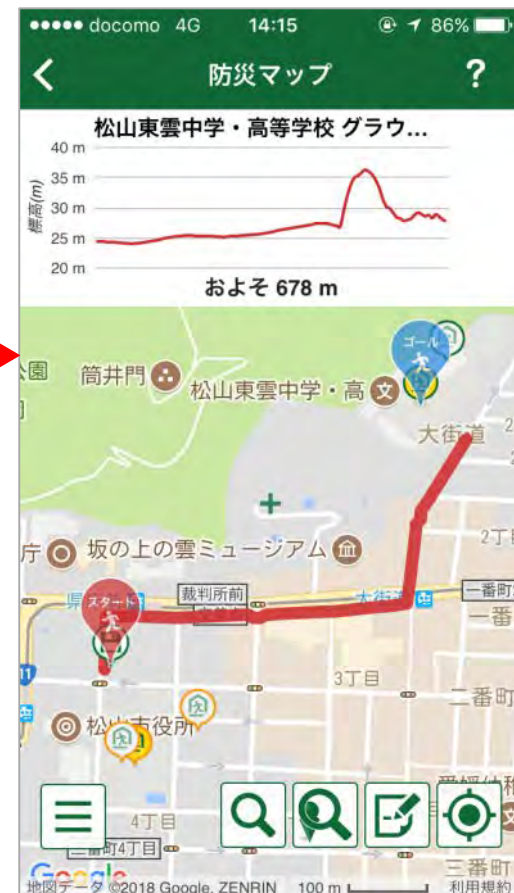 docomo 4G 14:15 86%
防災マップ ?
松山東雲中学・高等学校 グラウ...
40 m
35 m
30 m
25 m
20 m
標高(m)
およそ 678 m
ゴール
筒井門
松山東雲中学・高 文
大街道
坂の上の雲ミュージアム
庁
2丁目
裁判所前
スタート
一番町
一番
3丁目
二番町
11
松山市役所
4丁目
二番町4丁目
三番町
Google
地図データ ©2018 Google, ZENRIN 100 m 利用規約